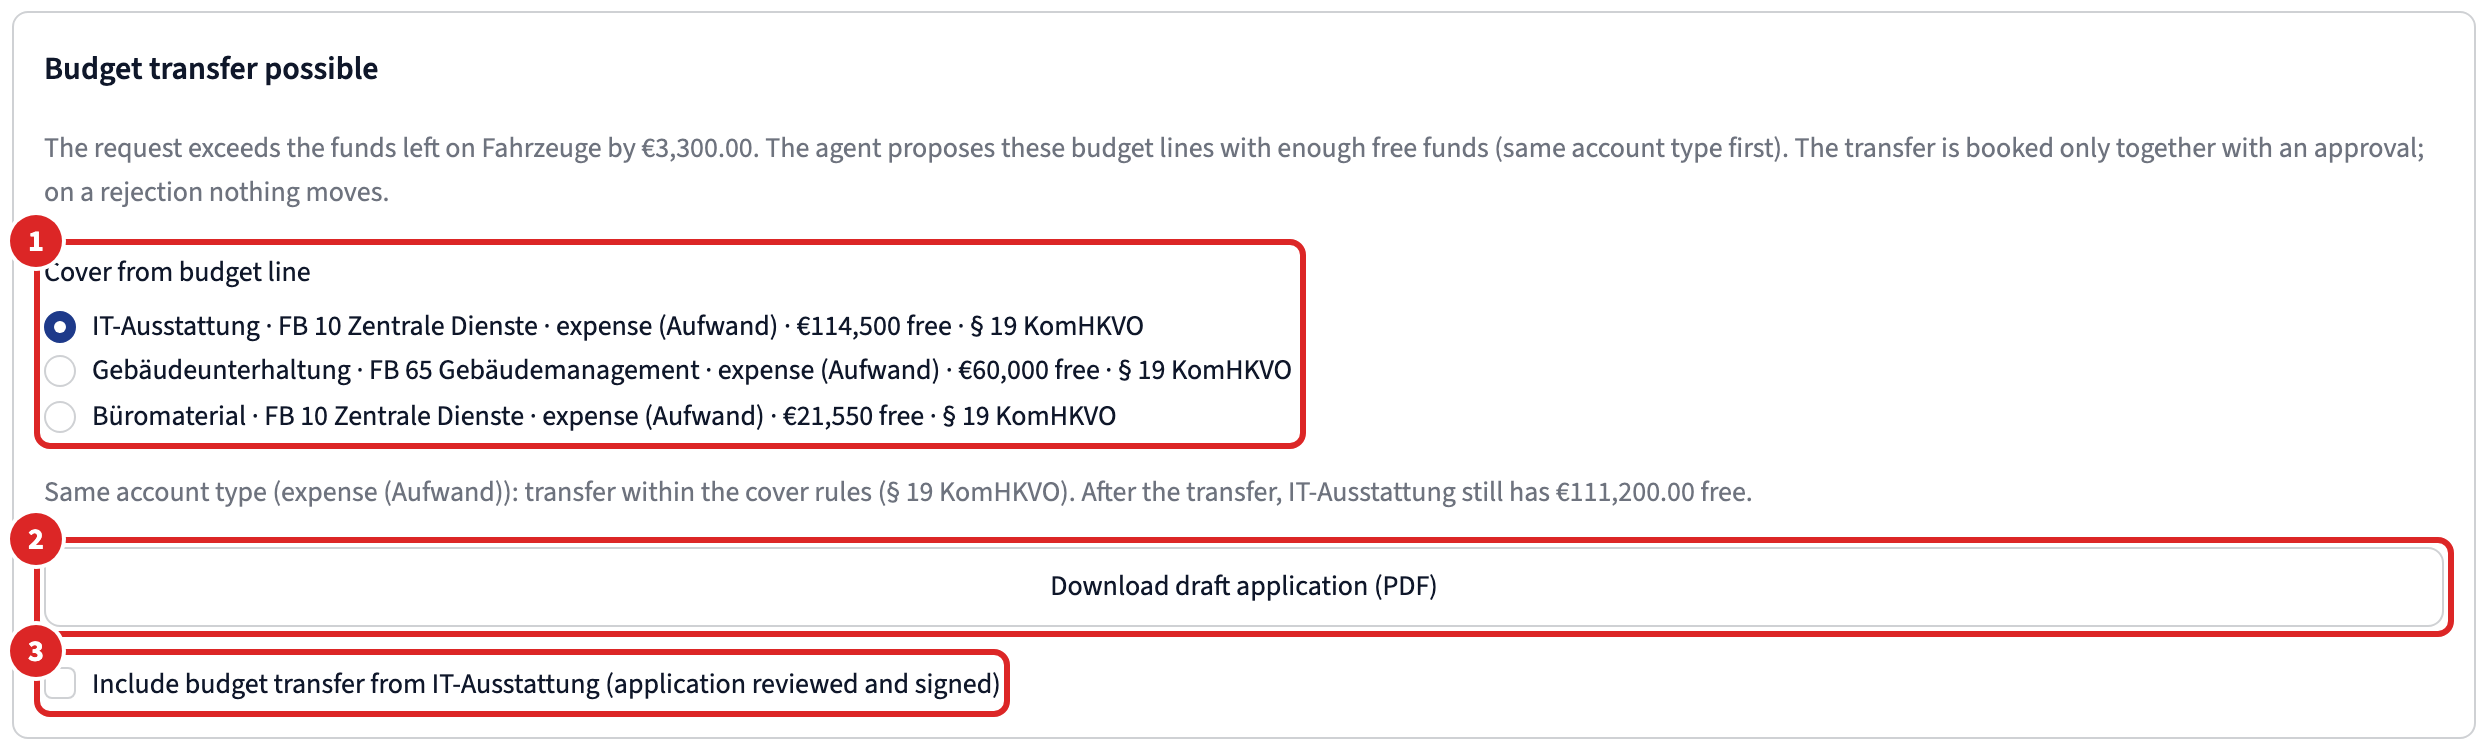 Budget transfer possible
The request exceeds the funds left on Fahrzeuge by €3,300.00. The agent proposes these budget lines with enough free funds (same account type first). The transfer is booked only together with an approval;
on a rejection nothing moves.
1
Cover from budget line
IT-Ausstattung · FB 10 Zentrale Dienste · expense (Aufwand) · €114,500 free · § 19 KomHKVO
Gebäudeunterhaltung · FB 65 Gebäudemanagement · expense (Aufwand) · €60,000 free · § 19 KomHKVO
Büromaterial · FB 10 Zentrale Dienste · expense (Aufwand) · €21,550 free · § 19 KomHKVO
Same account type (expense (Aufwand)): transfer within the cover rules (§ 19 KomHKVO). After the transfer, IT-Ausstattung still has €111,200.00 free.
2
Download draft application (PDF)
3
Include budget transfer from IT-Ausstattung (application reviewed and signed)